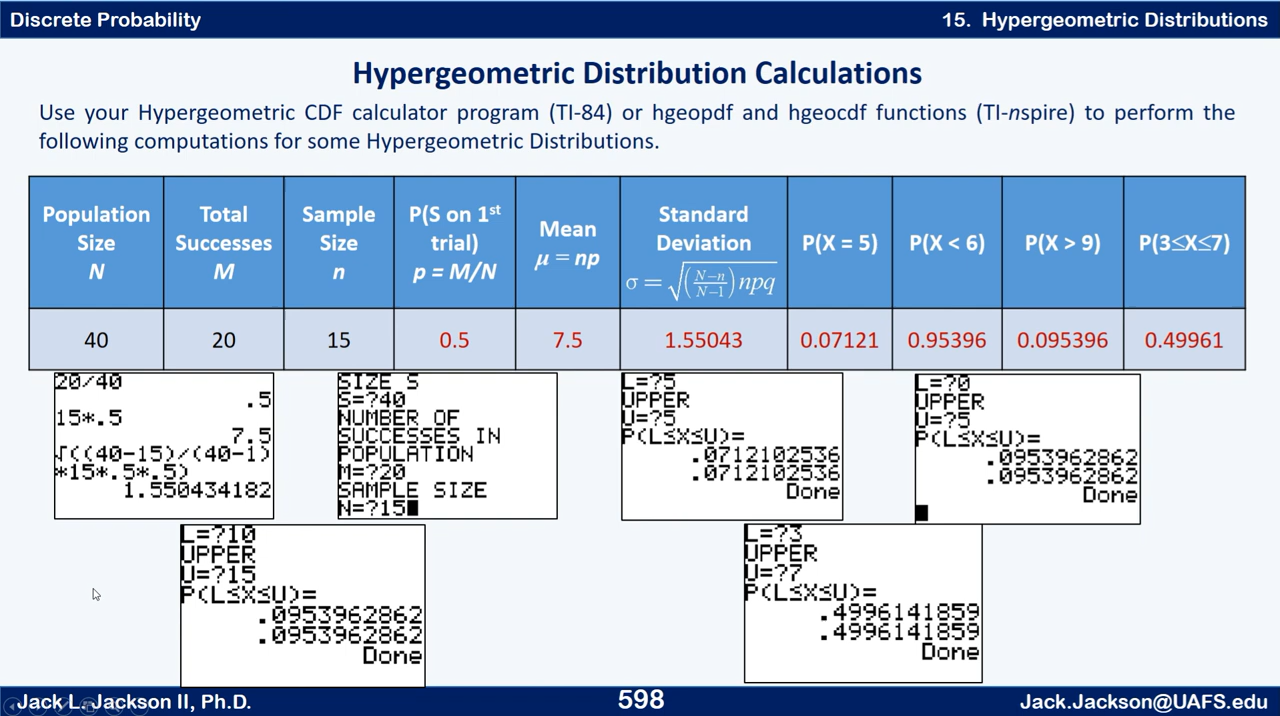 Discrete Probability
15. Hypergeometric Distributions
Hypergeometric Distribution Calculations
Use your Hypergeometric CDF calculator program (TI-84) or hgeopdf and hgeocdf functions (TI-nspire) to perform the
following computations for some Hypergeometric Distributions.
Population Size N
Total Successes M
Sample Size n
P(S on 1st trial) p = M/N
Mean μ = np
Standard Deviation σ = √((N−n)/(N−1)) npq
P(X = 5)
P(X < 6)
P(X > 9)
P(3≤X≤7)
40
20
15
0.5
7.5
1.55043
0.07121
0.95396
0.095396
0.49961
20/40
.5
15*.5
7.5
√((40-15)/(40-1)
*15*.5*.5)
1.550434182
SIZE S
S=?40
NUMBER OF
SUCCESSES IN
POPULATION
M=?20
SAMPLE SIZE
N=?15
L=?5
UPPER
U=?5
P(L≤X≤U)=
.0712102536
.0712102536
Done
L=?0
UPPER
U=?5
P(L≤X≤U)=
.0953962862
.0953962862
Done
L=?10
UPPER
U=?15
P(L≤X≤U)=
.0953962862
.0953962862
Done
L=?3
UPPER
U=?7
P(L≤X≤U)=
.4996141859
.4996141859
Done
Jack L. Jackson II, Ph.D.
598
Jack.Jackson@UAFS.edu